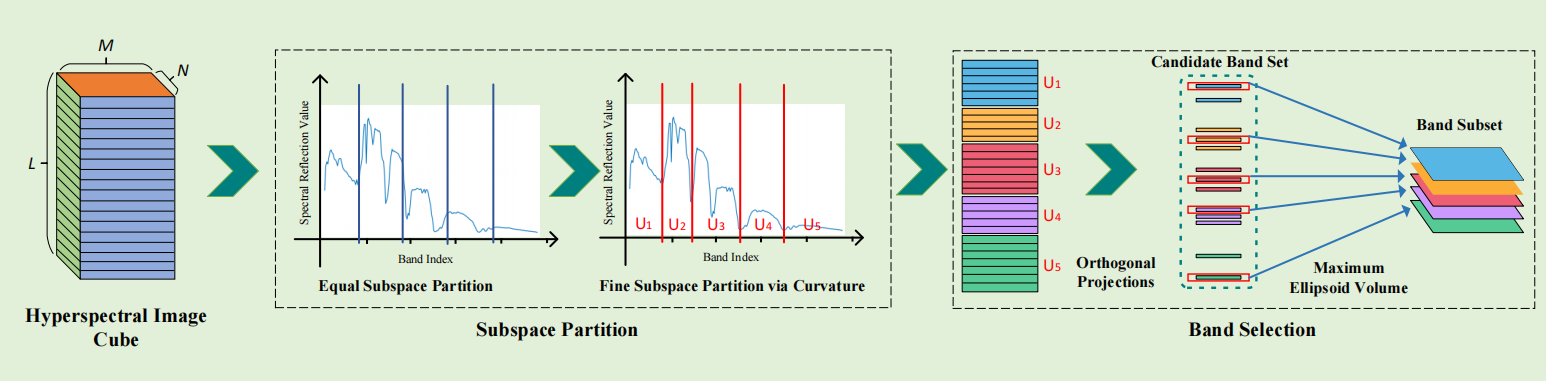 M
N
L
Hyperspectral Image
Cube
Spectral Reflection Value
Band Index
Equal Subspace Partition
Spectral Reflection Value
U1 U2 U3 U4 U5
Band Index
Fine Subspace Partition via Curvature
Subspace Partition
U1
U2
U3
U4
U5
Orthogonal
Projections
Candidate Band Set
Maximum
Ellipsoid Volume
Band Subset
Band Selection